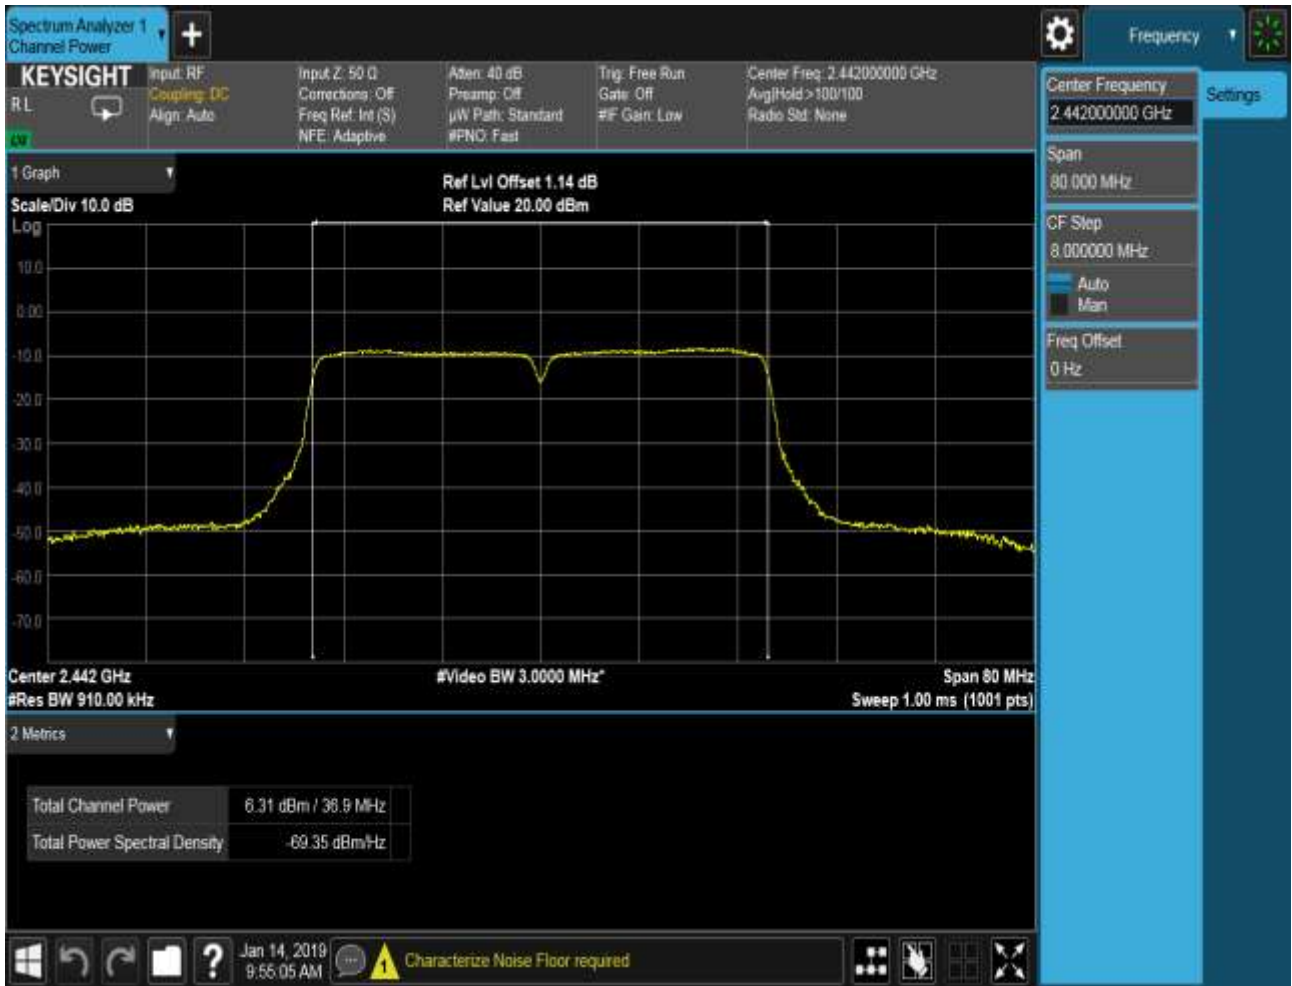 Spectrum Analyzer 1
Channel Power
Frequency
KEYSIGHT
R L
Input: RF
Coupling: DC
Align: Auto
Input Z: 50 Ω
Corrections: Off
Freq Ref: Int (S)
NFE: Adaptive
Atten: 40 dB
Preamp: Off
µW Path: Standard
#PNO: Fast
Trig: Free Run
Gate: Off
#IF Gain: Low
Center Freq: 2.442000000 GHz
Avg|Hold:>100/100
Radio Std: None
Center Frequency
2.442000000 GHz
Settings
Span
80.000 MHz
CF Step
8.000000 MHz
Auto
Man
Freq Offset
0 Hz
1 Graph
Scale/Div 10.0 dB
Ref Lvl Offset 1.14 dB
Ref Value 20.00 dBm
Log
10.0
0.00
-10.0
-20.0
-30.0
-40.0
-50.0
-60.0
-70.0
Center 2.442 GHz
#Video BW 3.0000 MHz*
Span 80 MHz
#Res BW 910.00 kHz
Sweep 1.00 ms (1001 pts)
2 Metrics
Total Channel Power 6.31 dBm / 36.9 MHz
Total Power Spectral Density -69.35 dBm/Hz
?
Jan 14, 2019
9:55:05 AM
1
Characterize Noise Floor required